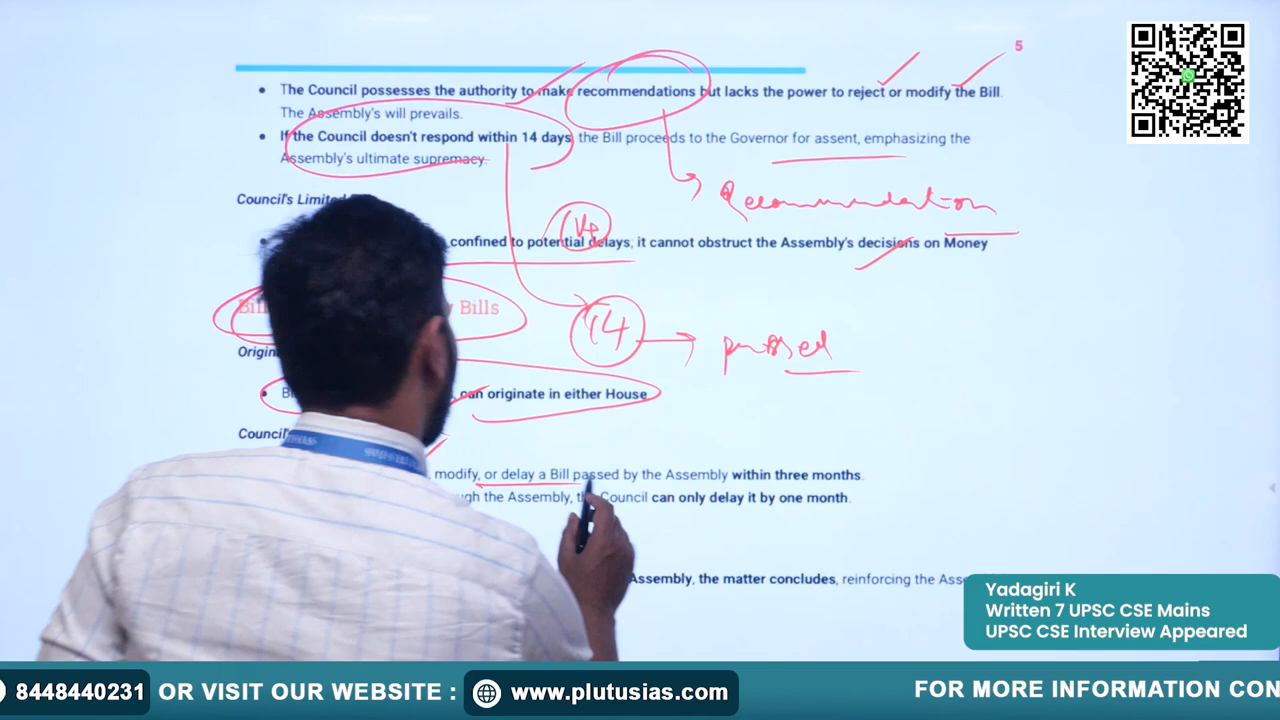 5
• The Council possesses the authority to make recommendations but lacks the power to reject or modify the Bill.
The Assembly's will prevails.
• If the Council doesn't respond within 14 days, the Bill proceeds to the Governor for assent, emphasizing the
Assembly's ultimate supremacy.
Recommendation
Council's Limited
14
confined to potential delays; it cannot obstruct the Assembly's decisions on Money
Bills
14 → passed
can originate in either House
Council's
modify, or delay a Bill passed by the Assembly within three months.
the Assembly, the Council can only delay it by one month.
Assembly, the matter concludes, reinforcing the
Yadagiri K
Written 7 UPSC CSE Mains
UPSC CSE Interview Appeared
8448440231 OR VISIT OUR WEBSITE : www.plutusias.com FOR MORE INFORMATION CON